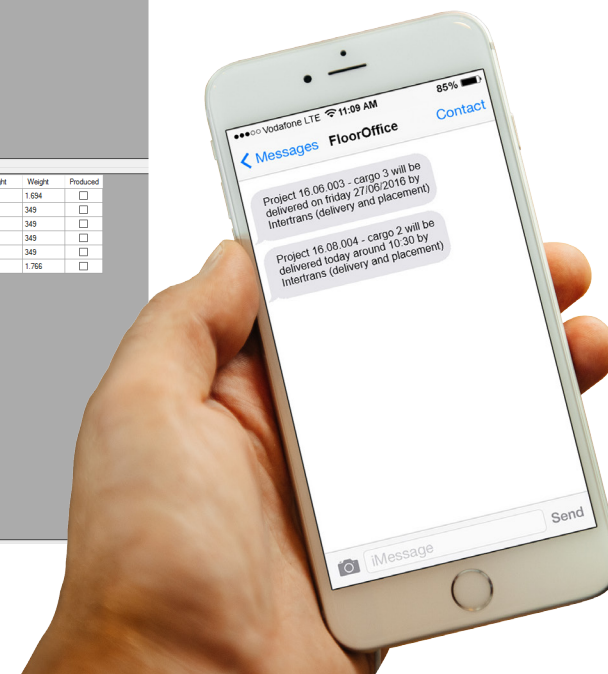 ht Weight Produced
1.694
349
349
349
349
1.766
Vodafone LTE 11:09 AM 85%
Messages FloorOffice Contact
Project 16.06.003 - cargo 3 will be
delivered on friday 27/06/2016 by
Intertrans (delivery and placement)
Project 16.08.004 - cargo 2 will be
delivered today around 10:30 by
Intertrans (delivery and placement)
iMessage Send